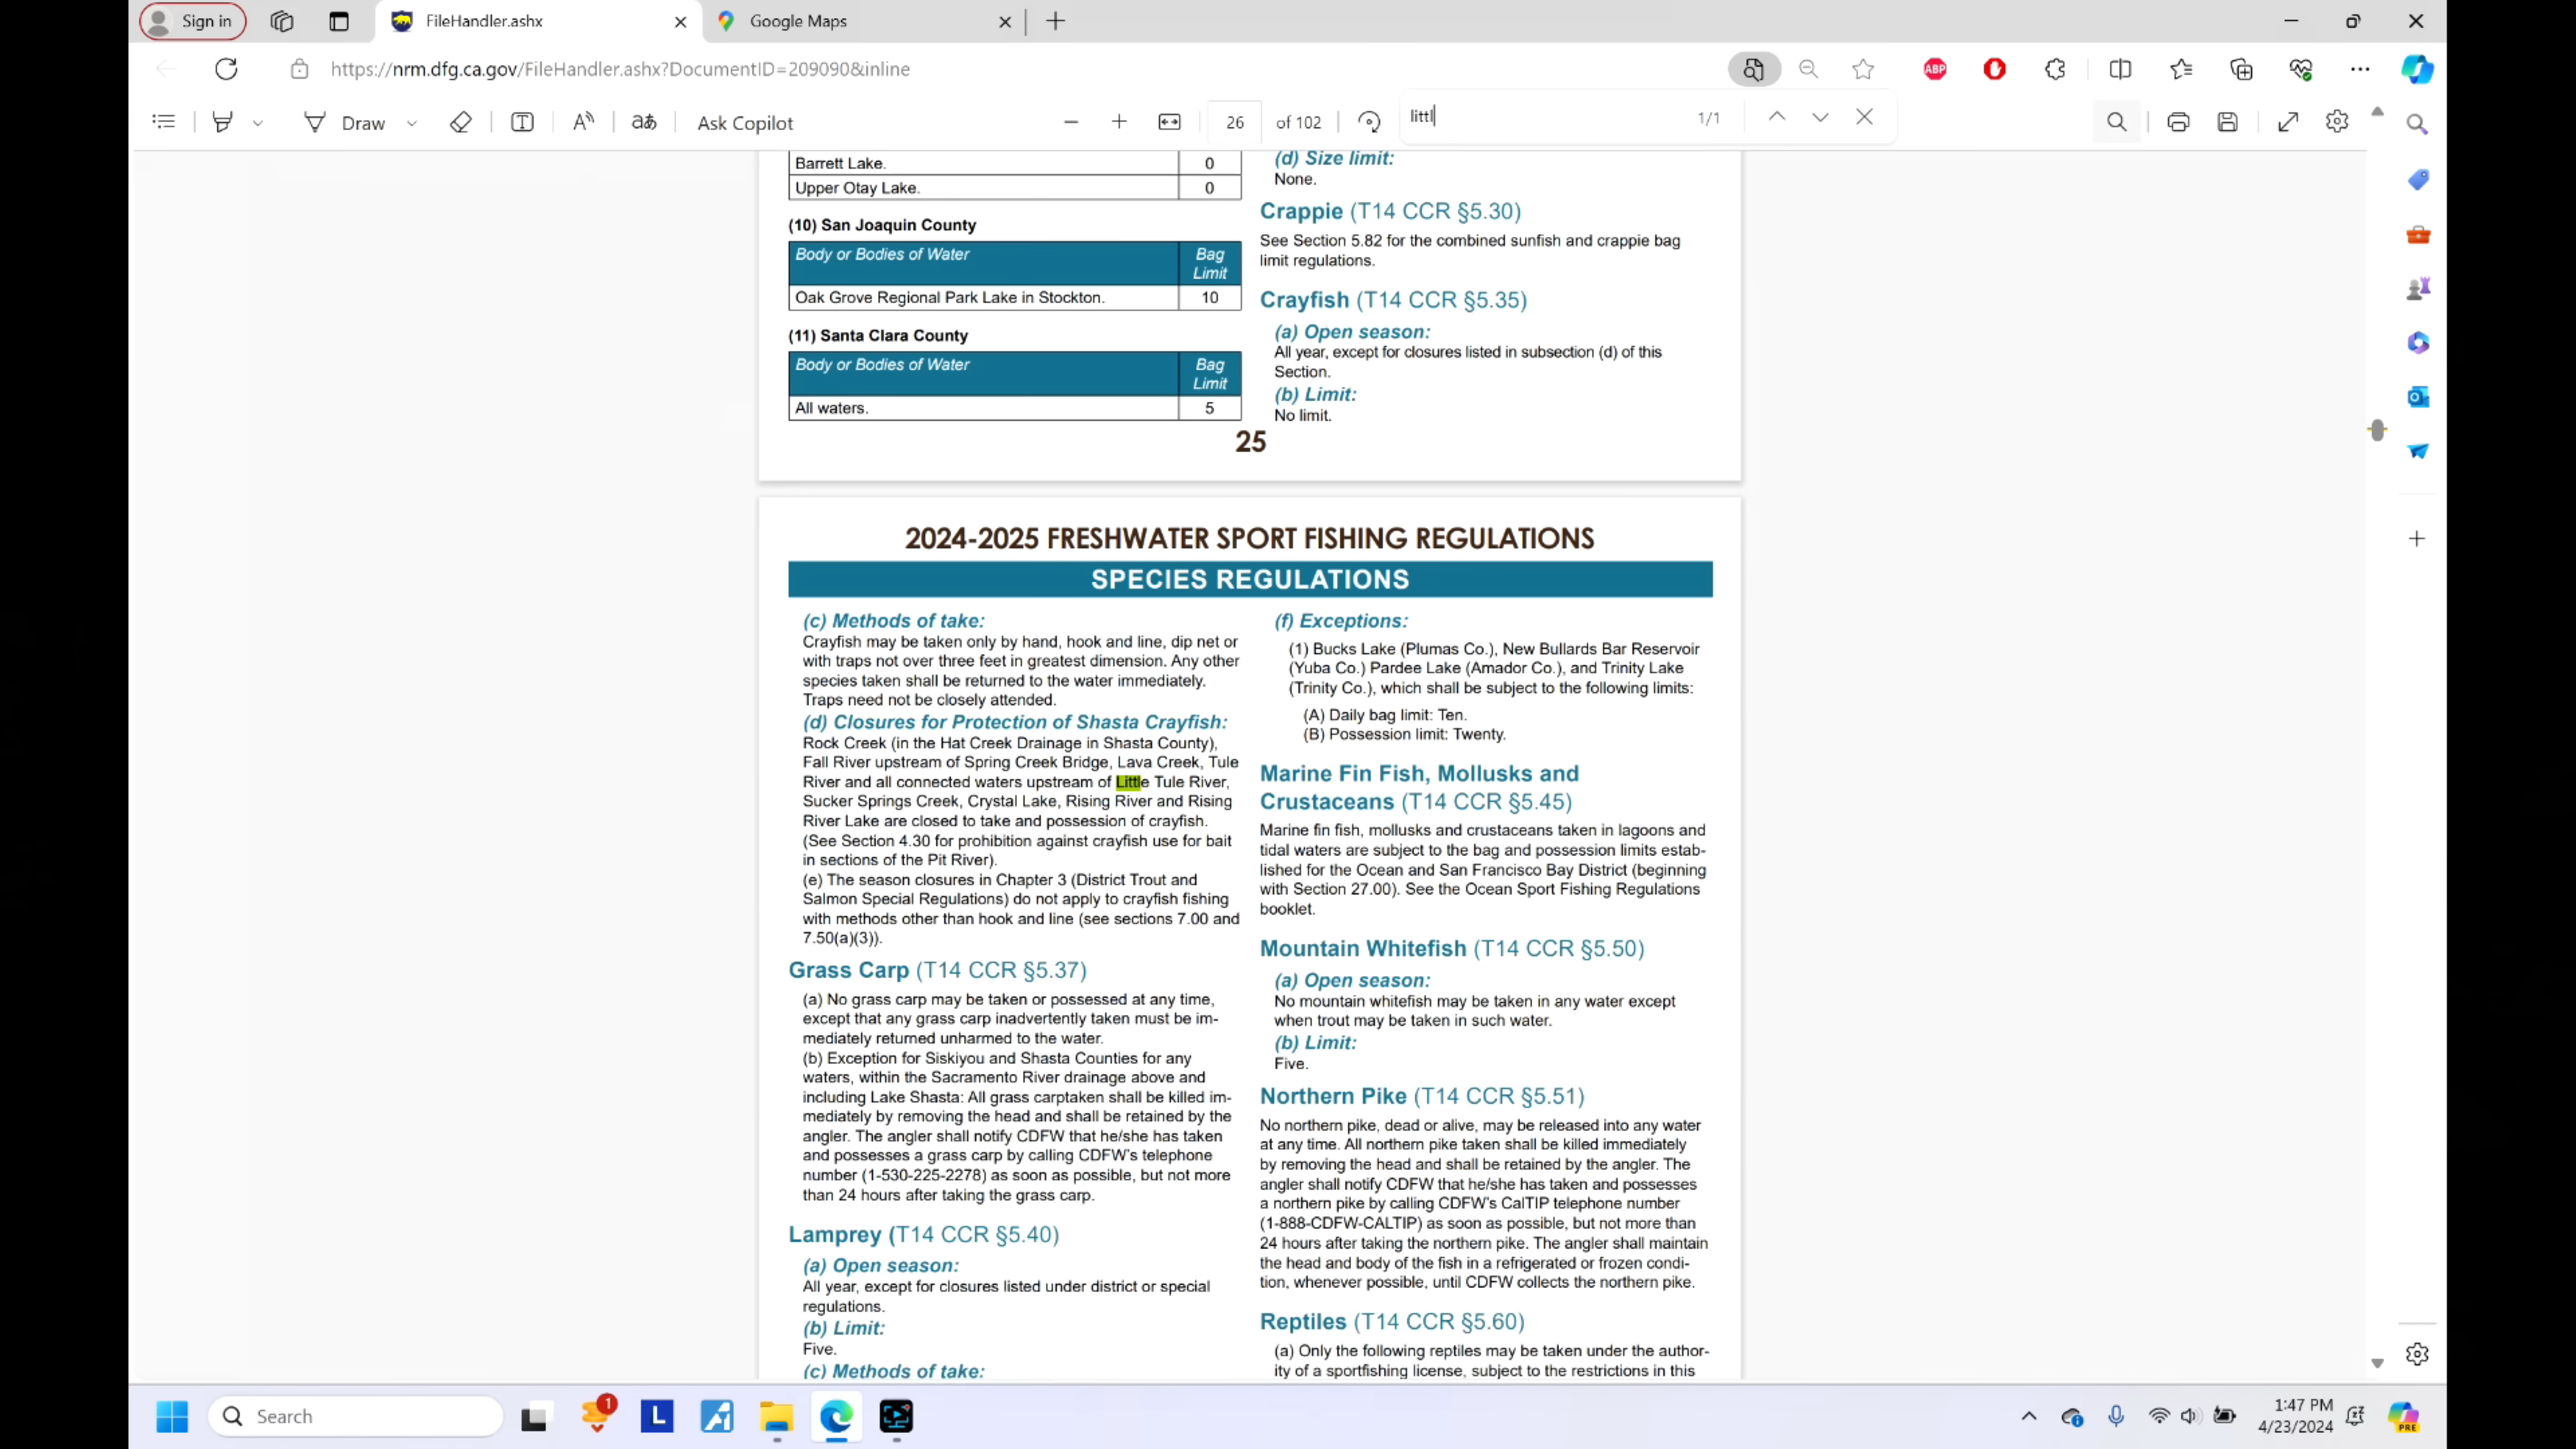 Sign in
FileHandler.ashx
Google Maps
https://nrm.dfg.ca.gov/FileHandler.ashx?DocumentID=209090&inline
ABP
Draw
Ask Copilot
26
of 102
littl
1/1
Barrett Lake.
0
Upper Otay Lake.
0
(10) San Joaquin County
Body or Bodies of Water
Bag
Limit
Oak Grove Regional Park Lake in Stockton.
10
(11) Santa Clara County
Body or Bodies of Water
Bag
Limit
All waters.
5
(d) Size limit:
None.
Crappie (T14 CCR §5.30)
See Section 5.82 for the combined sunfish and crappie bag
limit regulations.
Crayfish (T14 CCR §5.35)
(a) Open season:
All year, except for closures listed in subsection (d) of this
Section.
(b) Limit:
No limit.
25
2024-2025 FRESHWATER SPORT FISHING REGULATIONS
SPECIES REGULATIONS
(c) Methods of take:
Crayfish may be taken only by hand, hook and line, dip net or
with traps not over three feet in greatest dimension. Any other
species taken shall be returned to the water immediately.
Traps need not be closely attended.
(d) Closures for Protection of Shasta Crayfish:
Rock Creek (in the Hat Creek Drainage in Shasta County),
Fall River upstream of Spring Creek Bridge, Lava Creek, Tule
River and all connected waters upstream of Little Tule River,
Sucker Springs Creek, Crystal Lake, Rising River and Rising
River Lake are closed to take and possession of crayfish.
(See Section 4.30 for prohibition against crayfish use for bait
in sections of the Pit River).
(e) The season closures in Chapter 3 (District Trout and
Salmon Special Regulations) do not apply to crayfish fishing
with methods other than hook and line (see sections 7.00 and
7.50(a)(3)).
Grass Carp (T14 CCR §5.37)
(a) No grass carp may be taken or possessed at any time,
except that any grass carp inadvertently taken must be im-
mediately returned unharmed to the water.
(b) Exception for Siskiyou and Shasta Counties for any
waters, within the Sacramento River drainage above and
including Lake Shasta: All grass carptaken shall be killed im-
mediately by removing the head and shall be retained by the
angler. The angler shall notify CDFW that he/she has taken
and possesses a grass carp by calling CDFW's telephone
number (1-530-225-2278) as soon as possible, but not more
than 24 hours after taking the grass carp.
Lamprey (T14 CCR §5.40)
(a) Open season:
All year, except for closures listed under district or special
regulations.
(b) Limit:
Five.
(c) Methods of take:
(f) Exceptions:
(1) Bucks Lake (Plumas Co.), New Bullards Bar Reservoir
(Yuba Co.) Pardee Lake (Amador Co.), and Trinity Lake
(Trinity Co.), which shall be subject to the following limits:
(A) Daily bag limit: Ten.
(B) Possession limit: Twenty.
Marine Fin Fish, Mollusks and
Crustaceans (T14 CCR §5.45)
Marine fin fish, mollusks and crustaceans taken in lagoons and
tidal waters are subject to the bag and possession limits estab-
lished for the Ocean and San Francisco Bay District (beginning
with Section 27.00). See the Ocean Sport Fishing Regulations
booklet.
Mountain Whitefish (T14 CCR §5.50)
(a) Open season:
No mountain whitefish may be taken in any water except
when trout may be taken in such water.
(b) Limit:
Five.
Northern Pike (T14 CCR §5.51)
No northern pike, dead or alive, may be released into any water
at any time. All northern pike taken shall be killed immediately
by removing the head and shall be retained by the angler. The
angler shall notify CDFW that he/she has taken and possesses
a northern pike by calling CDFW's CalTIP telephone number
(1-888-CDFW-CALTIP) as soon as possible, but not more than
24 hours after taking the northern pike. The angler shall maintain
the head and body of the fish in a refrigerated or frozen condi-
tion, whenever possible, until CDFW collects the northern pike.
Reptiles (T14 CCR §5.60)
(a) Only the following reptiles may be taken under the author-
ity of a sportfishing license, subject to the restrictions in this
Search
1
L
1:47 PM
4/23/2024
PRE